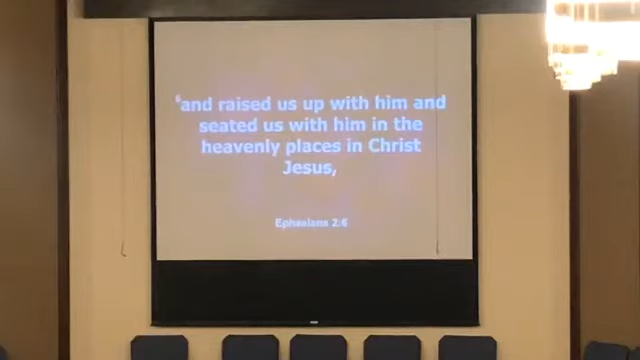 ⁶and raised us up with him and
seated us with him in the
heavenly places in Christ
Jesus,
Ephesians 2:6